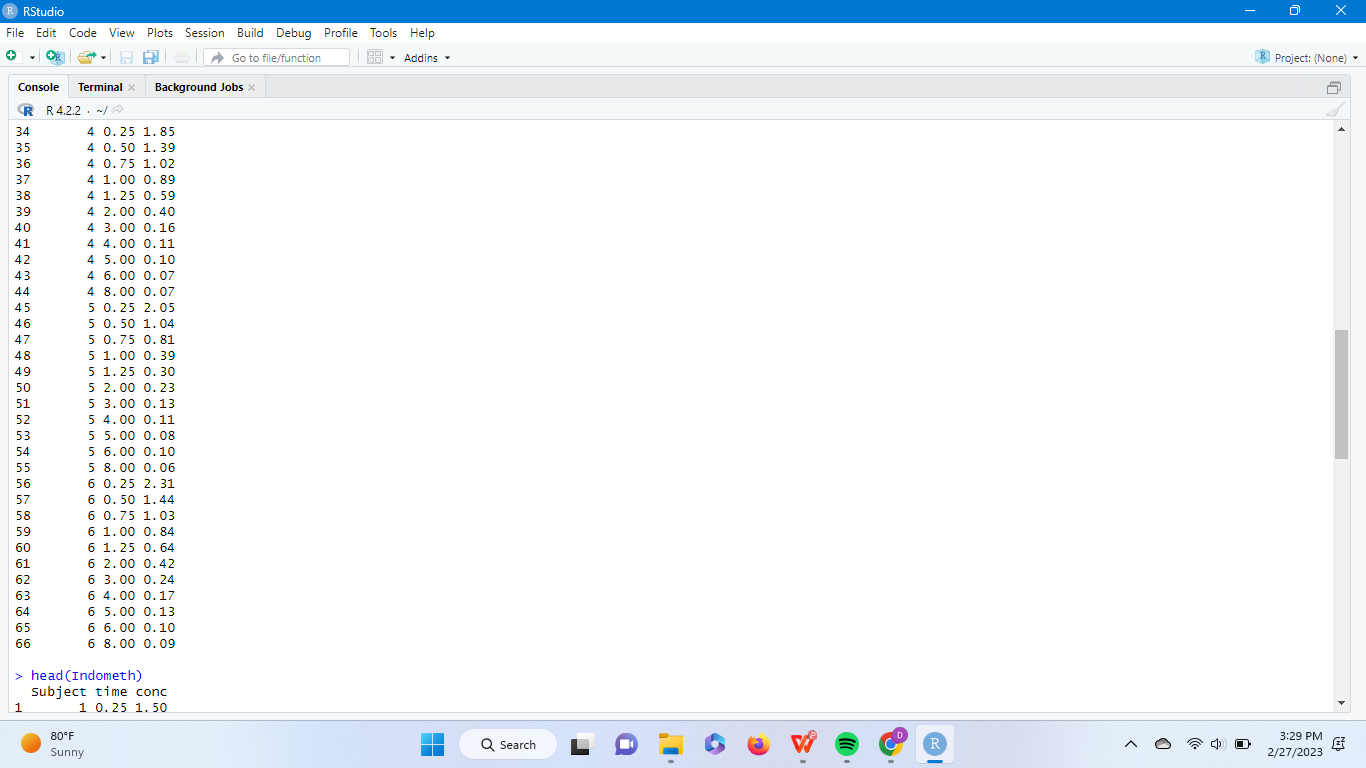 RStudio
File Edit Code View Plots Session Build Debug Profile Tools Help
Go to file/function Addins Project: (None)
Console Terminal Background Jobs
R 4.2.2 · ~/
34 4 0.25 1.85
35 4 0.50 1.39
36 4 0.75 1.02
37 4 1.00 0.89
38 4 1.25 0.59
39 4 2.00 0.40
40 4 3.00 0.16
41 4 4.00 0.11
42 4 5.00 0.10
43 4 6.00 0.07
44 4 8.00 0.07
45 5 0.25 2.05
46 5 0.50 1.04
47 5 0.75 0.81
48 5 1.00 0.39
49 5 1.25 0.30
50 5 2.00 0.23
51 5 3.00 0.13
52 5 4.00 0.11
53 5 5.00 0.08
54 5 6.00 0.10
55 5 8.00 0.06
56 6 0.25 2.31
57 6 0.50 1.44
58 6 0.75 1.03
59 6 1.00 0.84
60 6 1.25 0.64
61 6 2.00 0.42
62 6 3.00 0.24
63 6 4.00 0.17
64 6 5.00 0.13
65 6 6.00 0.10
66 6 8.00 0.09
> head(Indometh)
Subject time conc
1 1 0.25 1.50
80°F
Sunny
Search
D
R
3:29 PM
2/27/2023